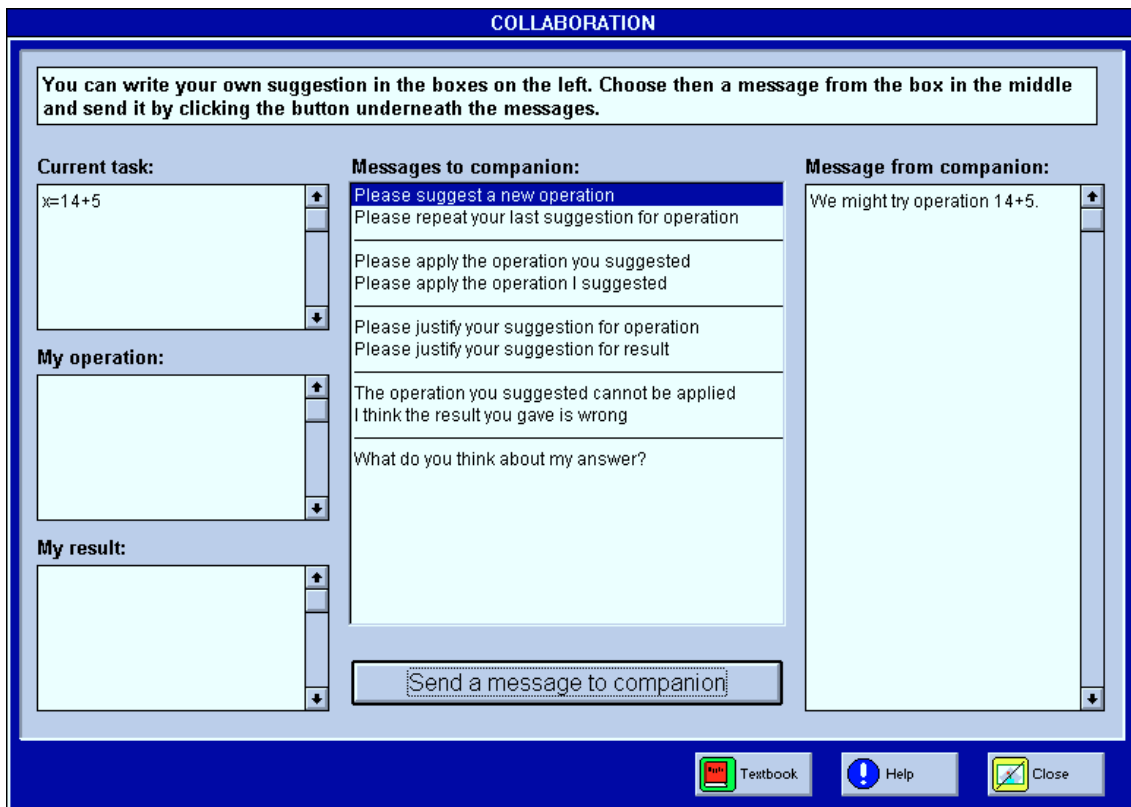 COLLABORATION
You can write your own suggestion in the boxes on the left. Choose then a message from the box in the middle
and send it by clicking the button underneath the messages.
Current task:
x=14+5
My operation:
My result:
Messages to companion:
Please suggest a new operation
Please repeat your last suggestion for operation
Please apply the operation you suggested
Please apply the operation I suggested
Please justify your suggestion for operation
Please justify your suggestion for result
The operation you suggested cannot be applied
I think the result you gave is wrong
What do you think about my answer?
Send a message to companion
Message from companion:
We might try operation 14+5.
Textbook
Help
Close